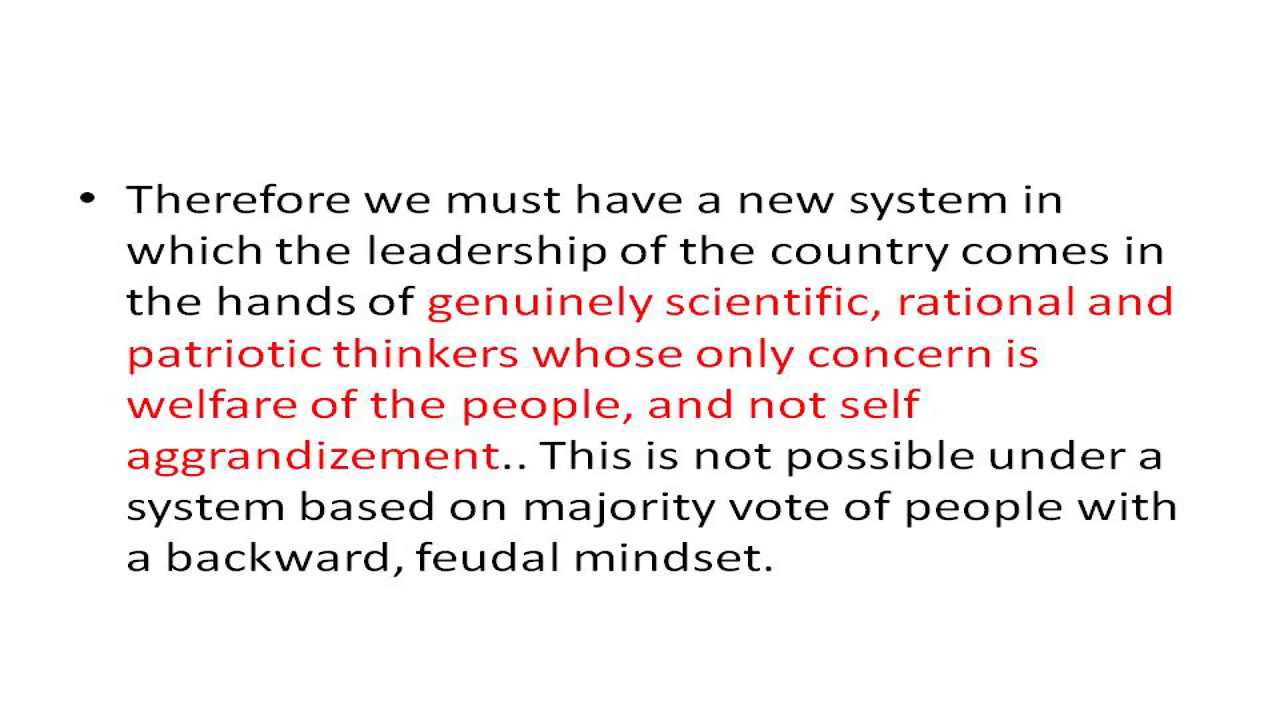 • Therefore we must have a new system in
which the leadership of the country comes in
the hands of genuinely scientific, rational and
patriotic thinkers whose only concern is
welfare of the people, and not self
aggrandizement.. This is not possible under a
system based on majority vote of people with
a backward, feudal mindset.